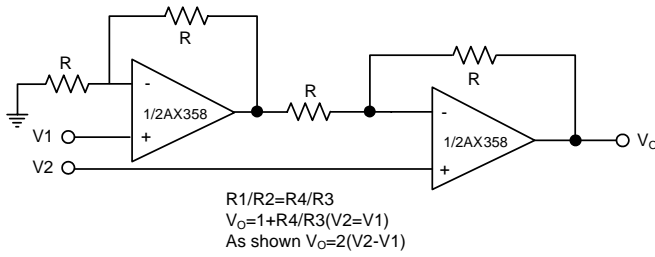 R
R
R
R
-
1/2AX358
+
-
1/2AX358
+
V1
V2
VO
R1/R2=R4/R3
VO=1+R4/R3(V2=V1)
As shown VO=2(V2-V1)